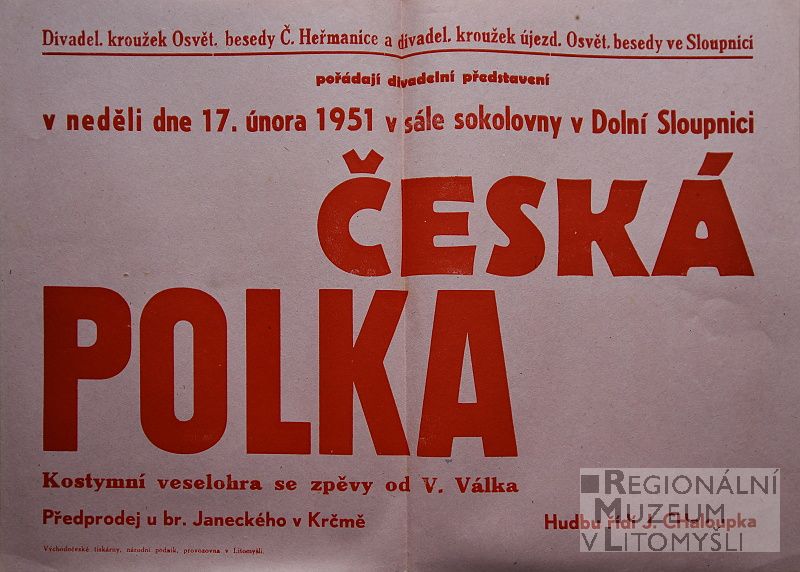 Divadel. kroužek Osvět. besedy Č. Heřmanice a divadel. kroužek újezd. Osvět. besedy ve Sloupnici
pořádají divadelní představení
v neděli dne 17. února 1951 v sále sokolovny v Dolní Sloupnici
ČESKÁ
POLKA
Kostymní veselohra se zpěvy od V. Válka
Předprodej u br. Janeckého v Krčmě
Hudbu řídí J. CHaloupka
Východočeské tiskárny, národní podnik, provozovna v Litomyšli.
REGIONÁLNÍ
MUZEUM
V LITOMYŠLI